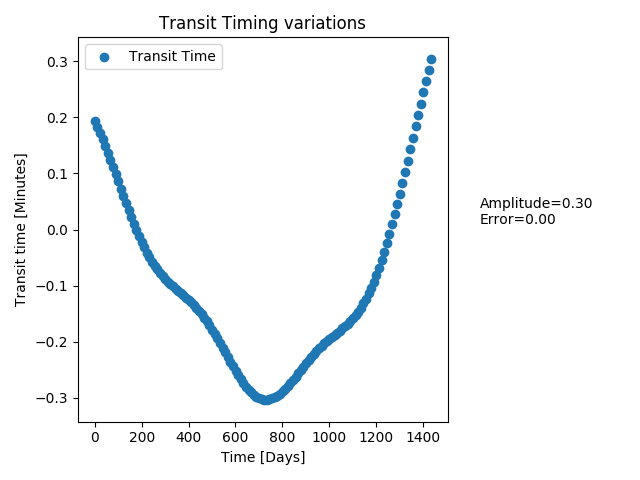 Transit Timing variations
Transit Time
0.3
0.2
0.1
0.0
−0.1
−0.2
−0.3
Transit time [Minutes]
0 200 400 600 800 1000 1200 1400
Time [Days]
Amplitude=0.30
Error=0.00